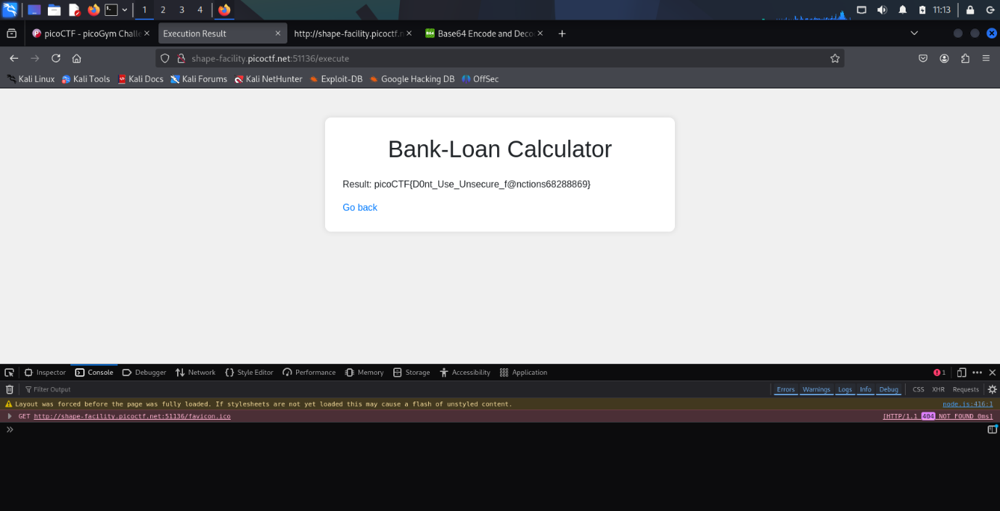 1 2 3 4 11:13
picoCTF - picoGym Challe
Execution Result
http://shape-facility.picoctf.n
B64 Base64 Encode and Deco
shape-facility.picoctf.net:51136/execute
Kali Linux Kali Tools Kali Docs Kali Forums Kali NetHunter Exploit-DB Google Hacking DB OffSec
Bank-Loan Calculator
Result: picoCTF{D0nt_Use_Unsecure_f@nctions68288869}
Go back
Inspector Console Debugger Network Style Editor Performance Memory Storage Accessibility Application 1
Filter Output Errors Warnings Logs Info Debug CSS XHR Requests
Layout was forced before the page was fully loaded. If stylesheets are not yet loaded this may cause a flash of unstyled content. node.js:416:1
GET http://shape-facility.picoctf.net:51136/favicon.ico [HTTP/1.1 404 NOT FOUND 0ms]